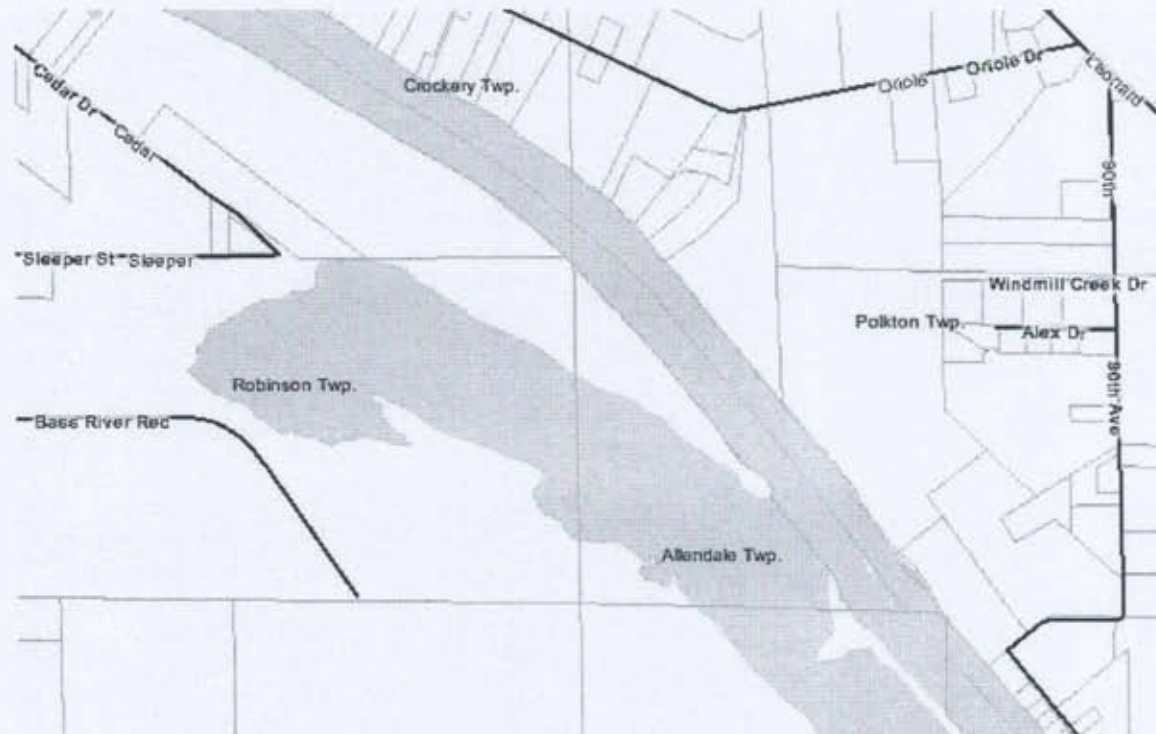 Crockery Twp.
Cedar Dr
Cedar
Oriole
Oriole Dr
Leonard
90th
Sleeper St
Sleeper
Windmill Creek Dr
Polkton Twp.
Alex Dr
Robinson Twp.
90th Ave
Bass River Rec
Allendale Twp.